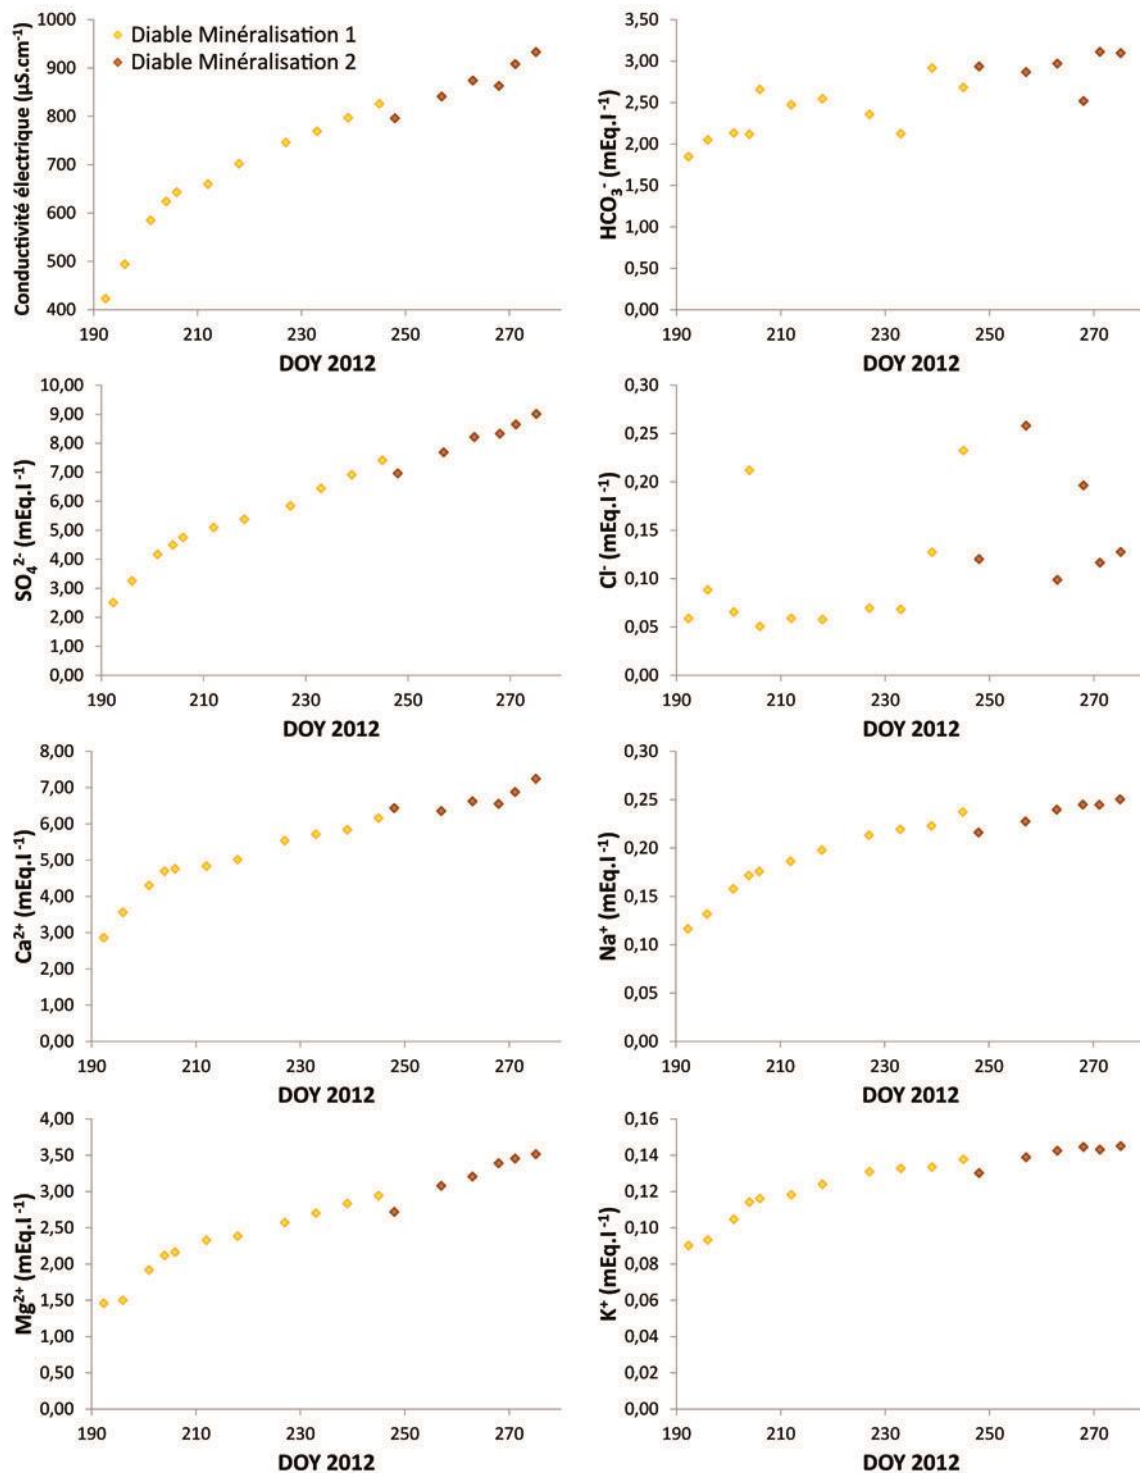 Diable Minéralisation 1
Diable Minéralisation 2
Conductivité électrique (µS.cm⁻¹)
1000
900
800
700
600
500
400
190 210 230 250 270
DOY 2012
HCO₃⁻ (mEq.l⁻¹)
3,50
3,00
2,50
2,00
1,50
1,00
0,50
0,00
190 210 230 250 270
DOY 2012
SO₄²⁻ (mEq.l⁻¹)
10,00
9,00
8,00
7,00
6,00
5,00
4,00
3,00
2,00
1,00
0,00
190 210 230 250 270
DOY 2012
Cl⁻ (mEq.l⁻¹)
0,30
0,25
0,20
0,15
0,10
0,05
0,00
190 210 230 250 270
DOY 2012
Ca²⁺ (mEq.l⁻¹)
8,00
7,00
6,00
5,00
4,00
3,00
2,00
1,00
0,00
190 210 230 250 270
DOY 2012
Na⁺ (mEq.l⁻¹)
0,30
0,25
0,20
0,15
0,10
0,05
0,00
190 210 230 250 270
DOY 2012
Mg²⁺ (mEq.l⁻¹)
4,00
3,50
3,00
2,50
2,00
1,50
1,00
0,50
0,00
190 210 230 250 270
DOY 2012
K⁺ (mEq.l⁻¹)
0,16
0,14
0,12
0,10
0,08
0,06
0,04
0,02
0,00
190 210 230 250 270
DOY 2012